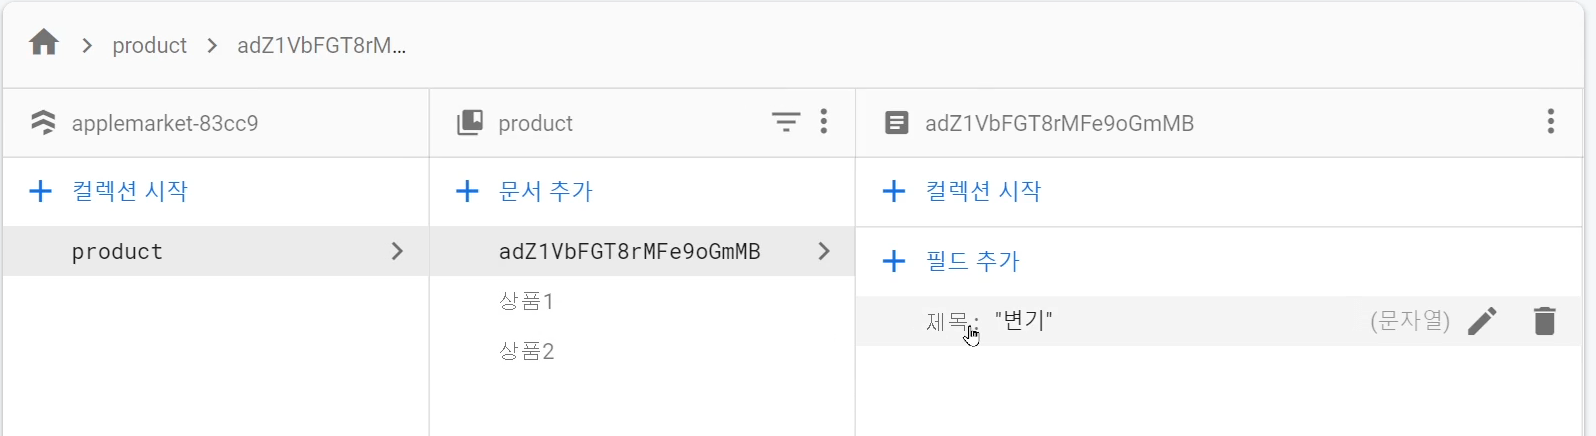 product adZ1VbFGT8rM...
applemarket-83cc9
컬렉션 시작
product
product
문서 추가
adZ1VbFGT8rMFe9oGmMB
상품1
상품2
adZ1VbFGT8rMFe9oGmMB
컬렉션 시작
필드 추가
제목: "변기" (문자열)